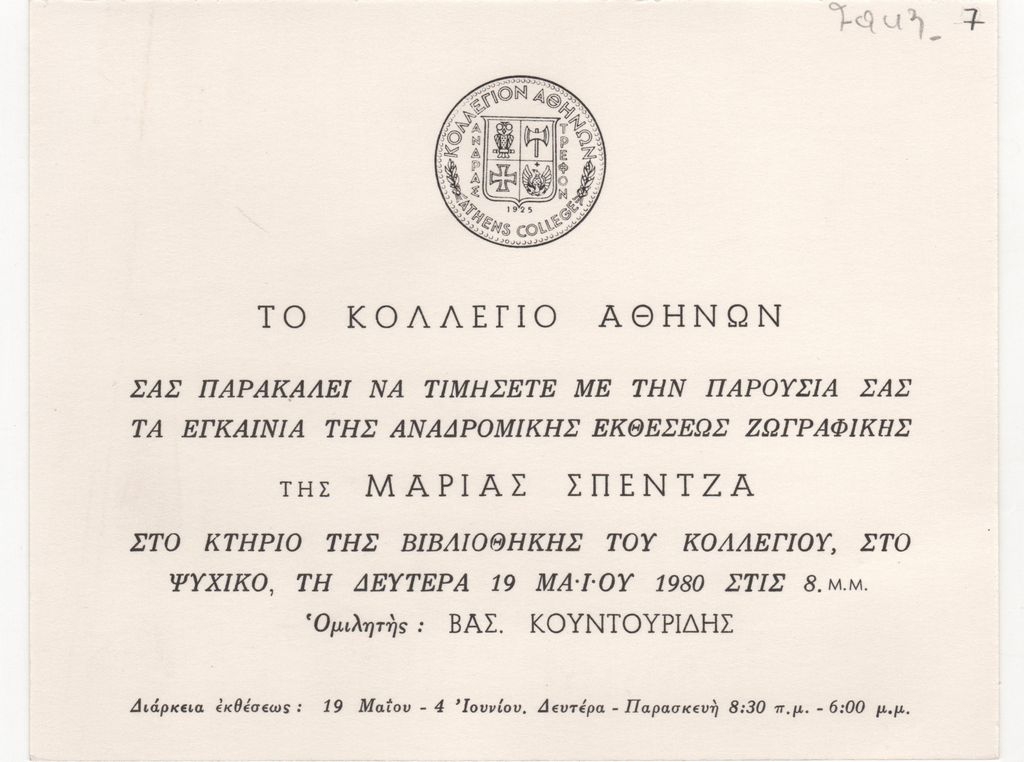 7
ΚΟΛΛΕΓΙΟΝ ΑΘΗΝΩΝ
ΑΝΔΡΑΣ ΤΡΕΦΟΝ
1925
ATHENS COLLEGE
ΤΟ ΚΟΛΛΕΓΙΟ ΑΘΗΝΩΝ
ΣΑΣ ΠΑΡΑΚΑΛΕΙ ΝΑ ΤΙΜΗΣΕΤΕ ΜΕ ΤΗΝ ΠΑΡΟΥΣΙΑ ΣΑΣ
ΤΑ ΕΓΚΑΙΝΙΑ ΤΗΣ ΑΝΑΔΡΟΜΙΚΗΣ ΕΚΘΕΣΕΩΣ ΖΩΓΡΑΦΙΚΗΣ
ΤΗΣ ΜΑΡΙΑΣ ΣΠΕΝΤΖΑ
ΣΤΟ ΚΤΗΡΙΟ ΤΗΣ ΒΙΒΛΙΟΘΗΚΗΣ ΤΟΥ ΚΟΛΛΕΓΙΟΥ, ΣΤΟ
ΨΥΧΙΚΟ, ΤΗ ΔΕΥΤΕΡΑ 19 ΜΑ·Ι·ΟΥ 1980 ΣΤΙΣ 8. Μ.Μ.
Ὁμιλητὴς : ΒΑΣ. ΚΟΥΝΤΟΥΡΙΔΗΣ
Διάρκεια ἐκθέσεως : 19 Μαΐου - 4 Ἰουνίου. Δευτέρα - Παρασκευὴ 8:30 π.μ. - 6:00 μ.μ.